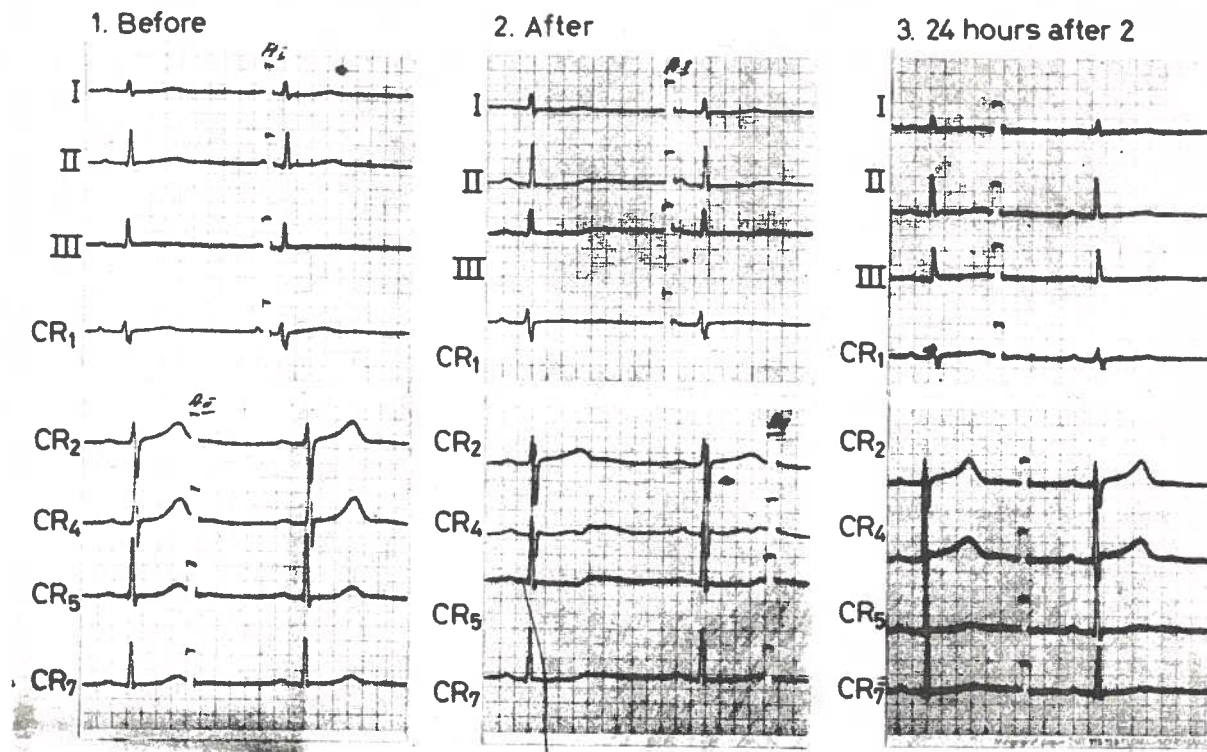 1. Before
I
II
III
CR1
CR2
CR4
CR5
CR7
2. After
I
II
III
CR1
CR2
CR4
CR5
CR7
3. 24 hours after 2
I
II
III
CR1
CR2
CR4
CR5
CR7